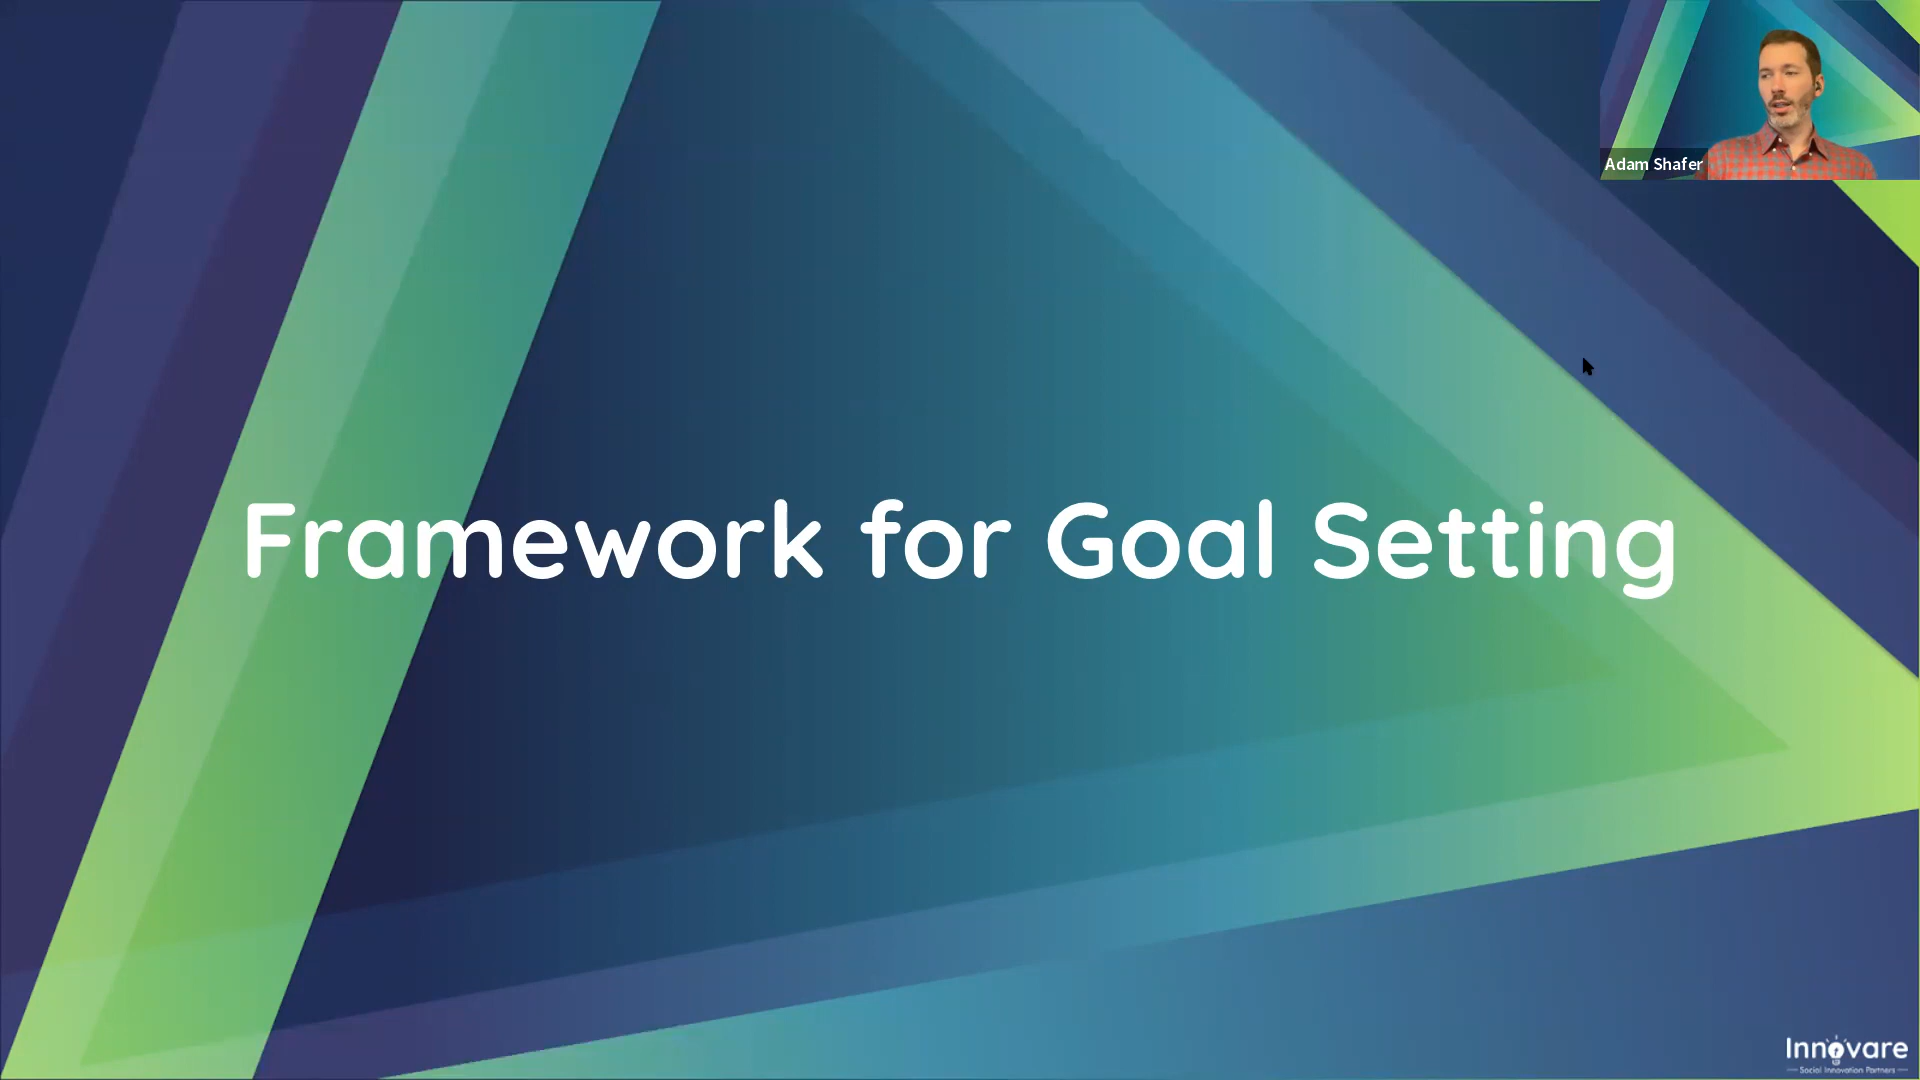 Adam Shafer
Framework for Goal Setting
Innovare
Social Innovation Partners